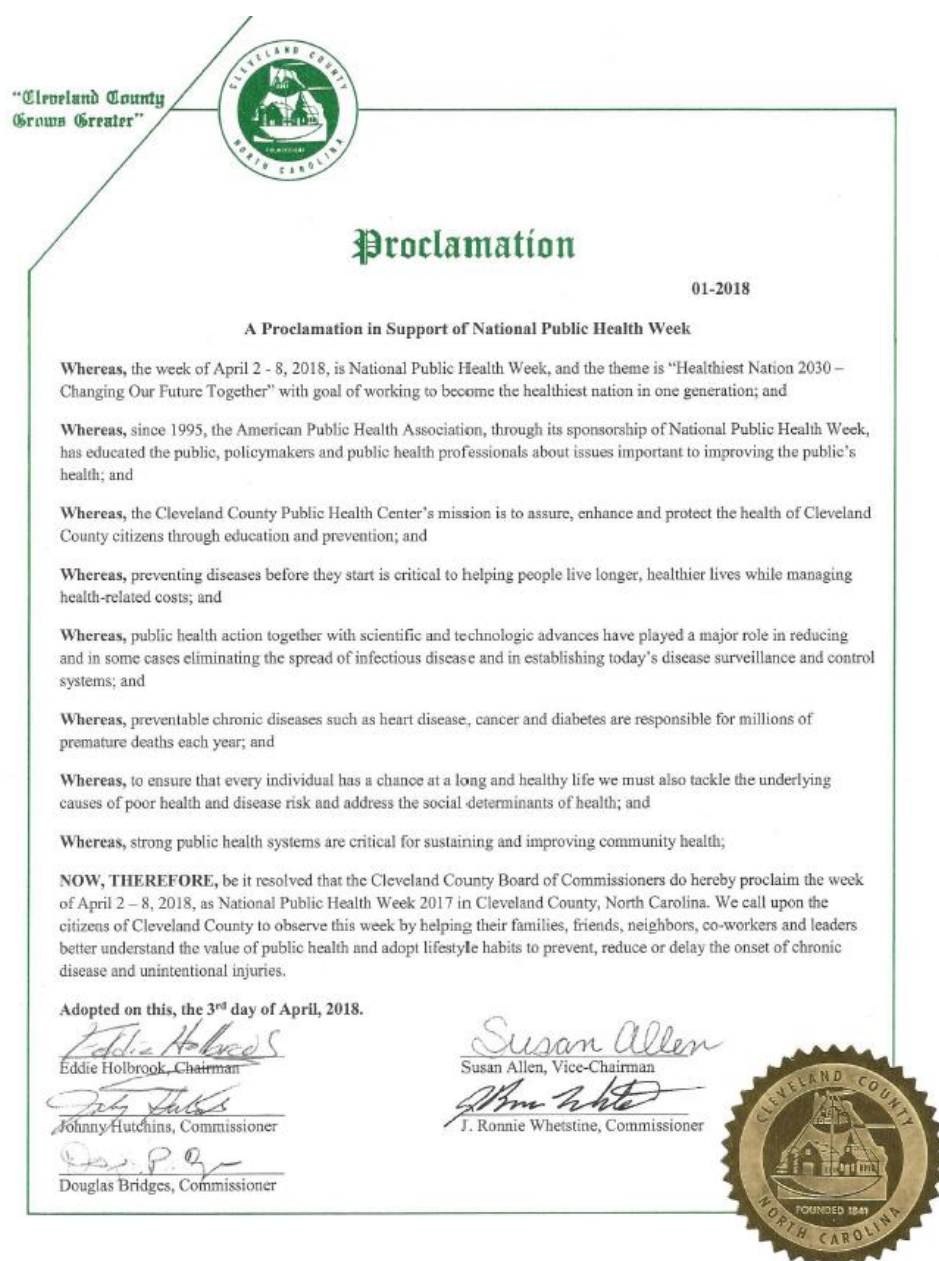 "Cleveland County
Grows Greater"
CLEVELAND COUNTY
NORTH CAROLINA
Proclamation
01-2018
A Proclamation in Support of National Public Health Week
Whereas, the week of April 2 - 8, 2018, is National Public Health Week, and the theme is “Healthiest Nation 2030 –
Changing Our Future Together” with goal of working to become the healthiest nation in one generation; and
Whereas, since 1995, the American Public Health Association, through its sponsorship of National Public Health Week,
has educated the public, policymakers and public health professionals about issues important to improving the public’s
health; and
Whereas, the Cleveland County Public Health Center’s mission is to assure, enhance and protect the health of Cleveland
County citizens through education and prevention; and
Whereas, preventing diseases before they start is critical to helping people live longer, healthier lives while managing
health-related costs; and
Whereas, public health action together with scientific and technologic advances have played a major role in reducing
and in some cases eliminating the spread of infectious disease and in establishing today’s disease surveillance and control
systems; and
Whereas, preventable chronic diseases such as heart disease, cancer and diabetes are responsible for millions of
premature deaths each year; and
Whereas, to ensure that every individual has a chance at a long and healthy life we must also tackle the underlying
causes of poor health and disease risk and address the social determinants of health; and
Whereas, strong public health systems are critical for sustaining and improving community health;
NOW, THEREFORE, be it resolved that the Cleveland County Board of Commissioners do hereby proclaim the week
of April 2 – 8, 2018, as National Public Health Week 2017 in Cleveland County, North Carolina. We call upon the
citizens of Cleveland County to observe this week by helping their families, friends, neighbors, co-workers and leaders
better understand the value of public health and adopt lifestyle habits to prevent, reduce or delay the onset of chronic
disease and unintentional injuries.
Adopted on this, the 3rd day of April, 2018.
Eddie Holbrook
Eddie Holbrook, Chairman
Susan Allen
Susan Allen, Vice-Chairman
Johnny Hutchins, Commissioner
J. Ronnie Whetstine, Commissioner
Douglas Bridges, Commissioner
CLEVELAND COUNTY
FOUNDED 1841
NORTH CAROLINA